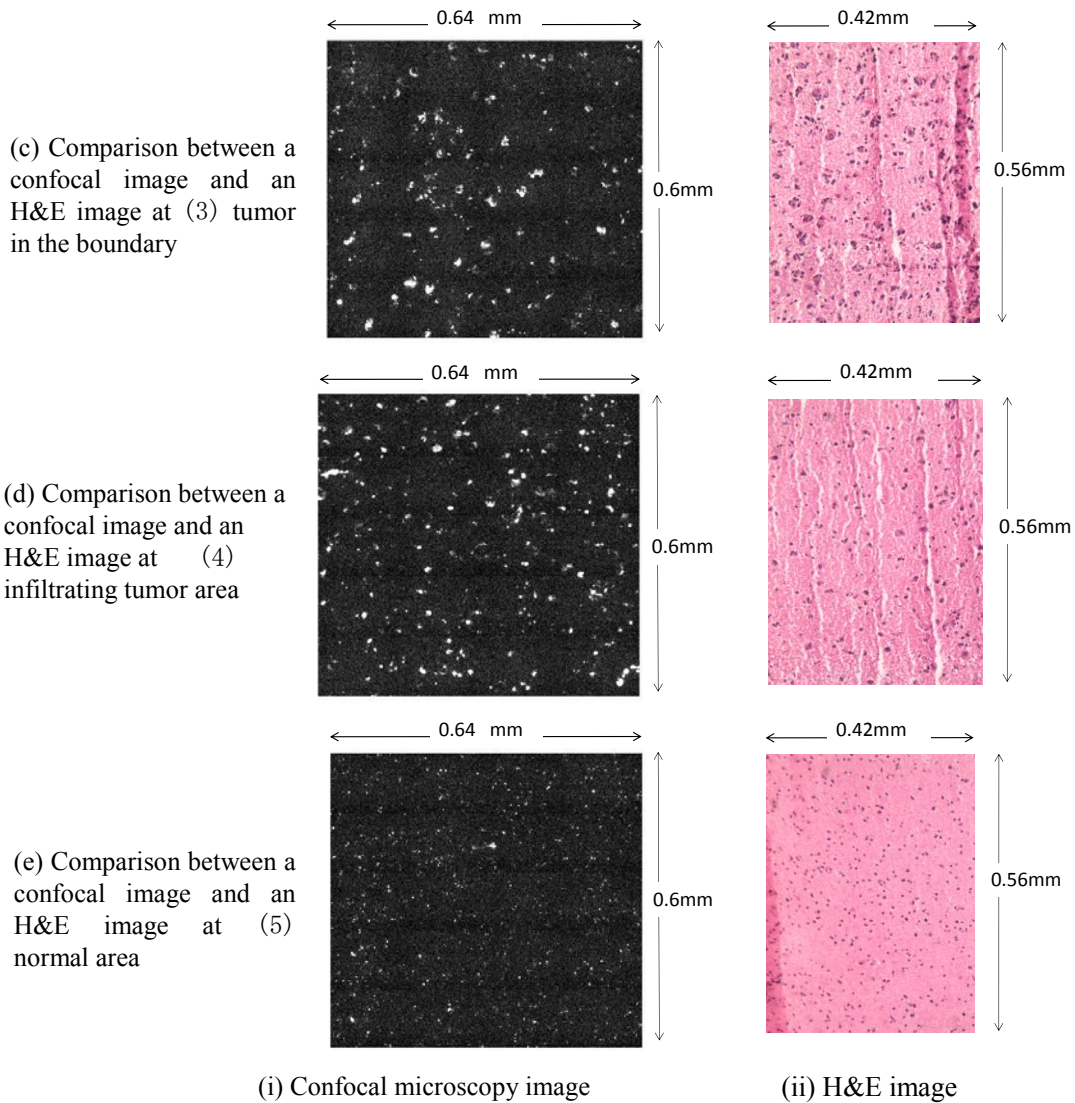 0.64 mm
0.42mm
(c) Comparison between a
confocal image and an
H&E image at (3) tumor
in the boundary
0.6mm
0.56mm
0.64 mm
0.42mm
(d) Comparison between a
confocal image and an
H&E image at (4)
infiltrating tumor area
0.6mm
0.56mm
0.64 mm
0.42mm
(e) Comparison between a
confocal image and an
H&E image at (5)
normal area
0.6mm
0.56mm
(i) Confocal microscopy image
(ii) H&E image